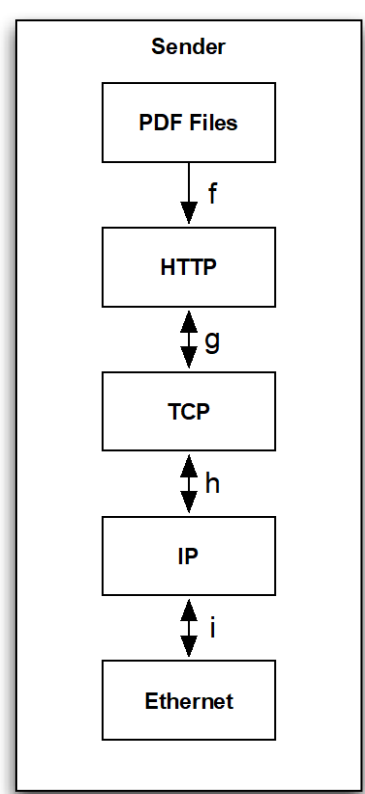 Sender
PDF Files
f
HTTP
g
TCP
h
IP
i
Ethernet